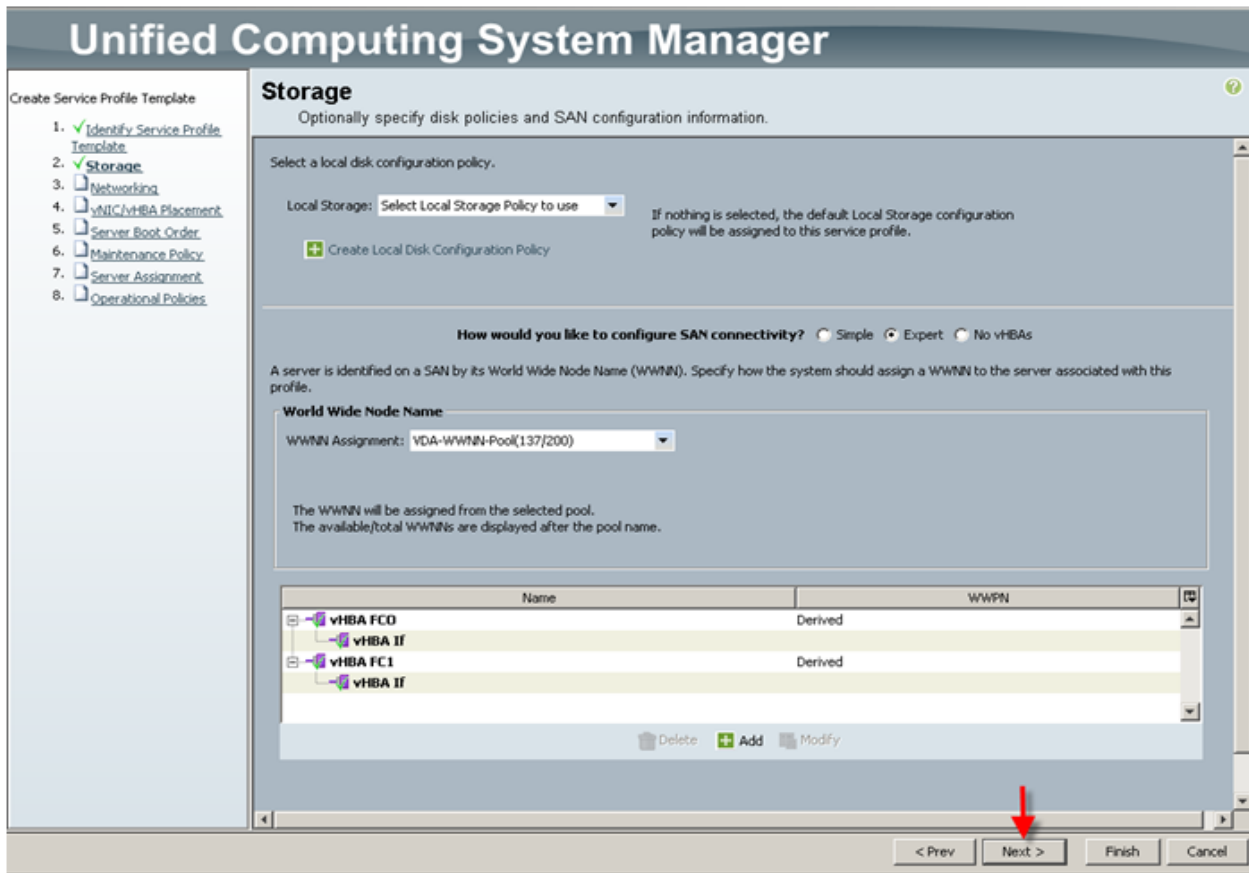 Unified Computing System Manager
Create Service Profile Template
1. Identify Service Profile
Template
2. Storage
3. Networking
4. vNIC/vHBA Placement
5. Server Boot Order
6. Maintenance Policy
7. Server Assignment
8. Operational Policies
Storage
Optionally specify disk policies and SAN configuration information.
Select a local disk configuration policy.
Local Storage: Select Local Storage Policy to use
If nothing is selected, the default Local Storage configuration
policy will be assigned to this service profile.
Create Local Disk Configuration Policy
How would you like to configure SAN connectivity? Simple Expert No vHBAs
A server is identified on a SAN by its World Wide Node Name (WWNN). Specify how the system should assign a WWNN to the server associated with this
profile.
World Wide Node Name
WWNN Assignment: VDA-WWNN-Pool(137/200)
The WWNN will be assigned from the selected pool.
The available/total WWNNs are displayed after the pool name.
Name WWPN
vHBA FC0 Derived
vHBA If
vHBA FC1 Derived
vHBA If
Delete Add Modify
< Prev Next > Finish Cancel